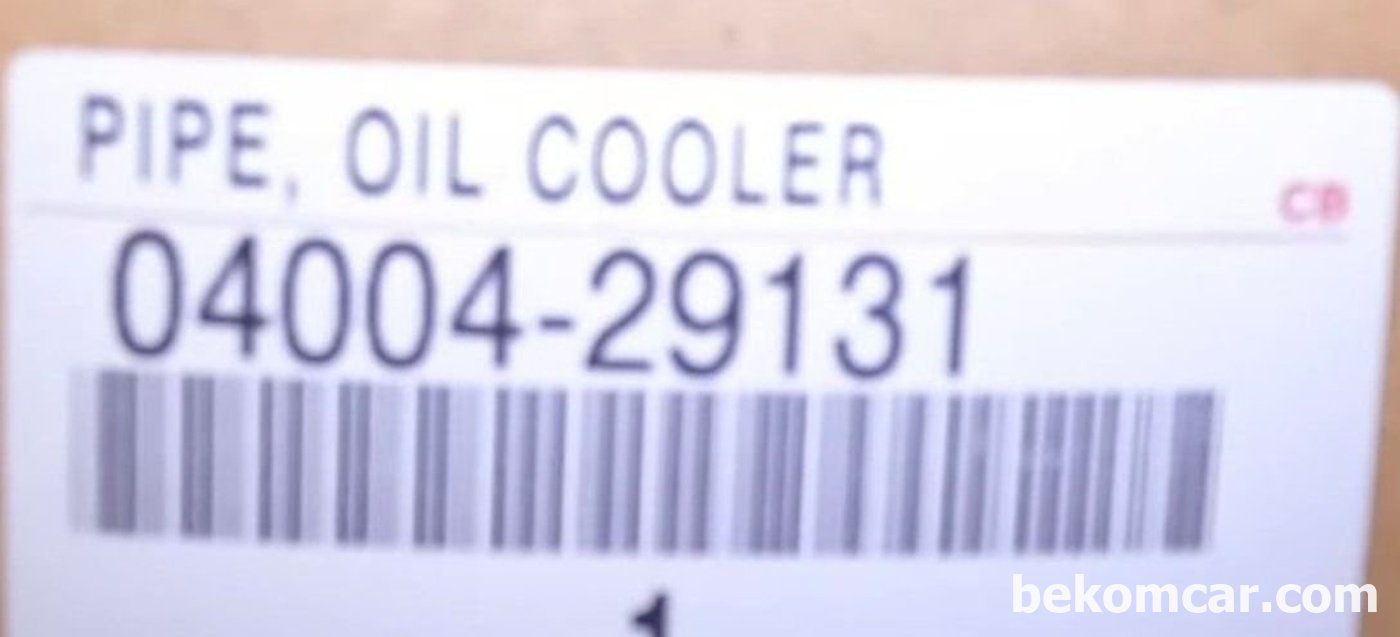 PIPE, OIL COOLER
CB
04004-29131
1
bekomcar.com